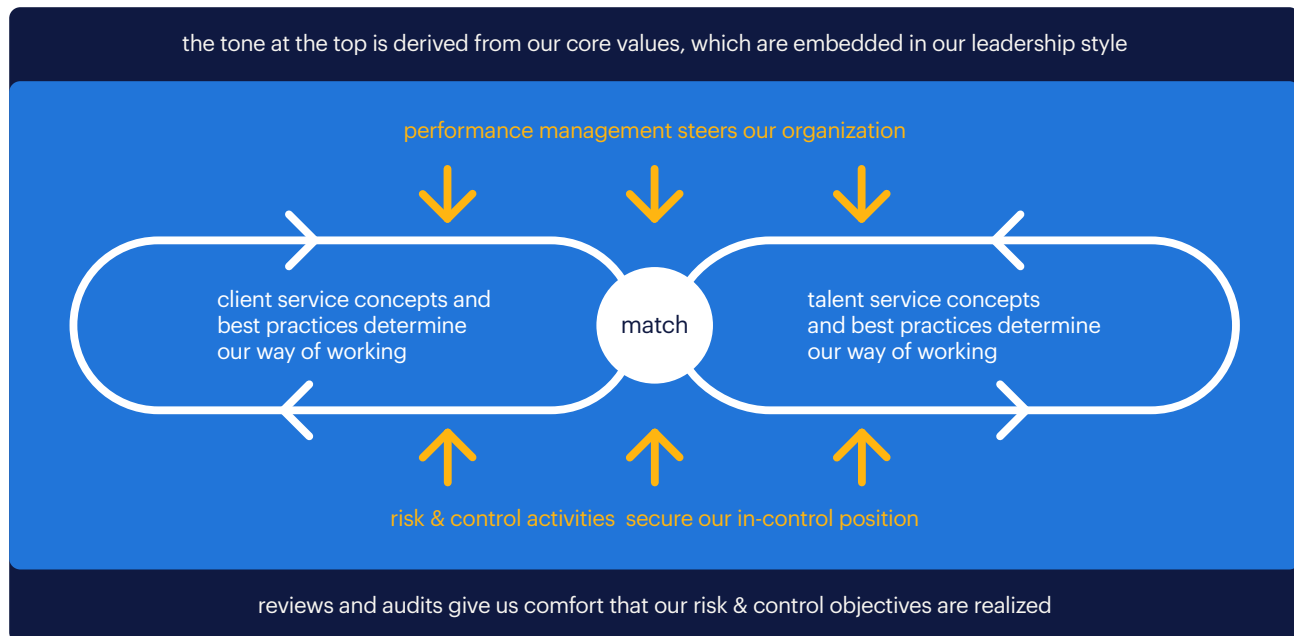 the tone at the top is derived from our core values, which are embedded in our leadership style
performance management steers our organization
client service concepts and
best practices determine
our way of working
match
talent service concepts
and best practices determine
our way of working
risk & control activities  secure our in-control position
reviews and audits give us comfort that our risk & control objectives are realized